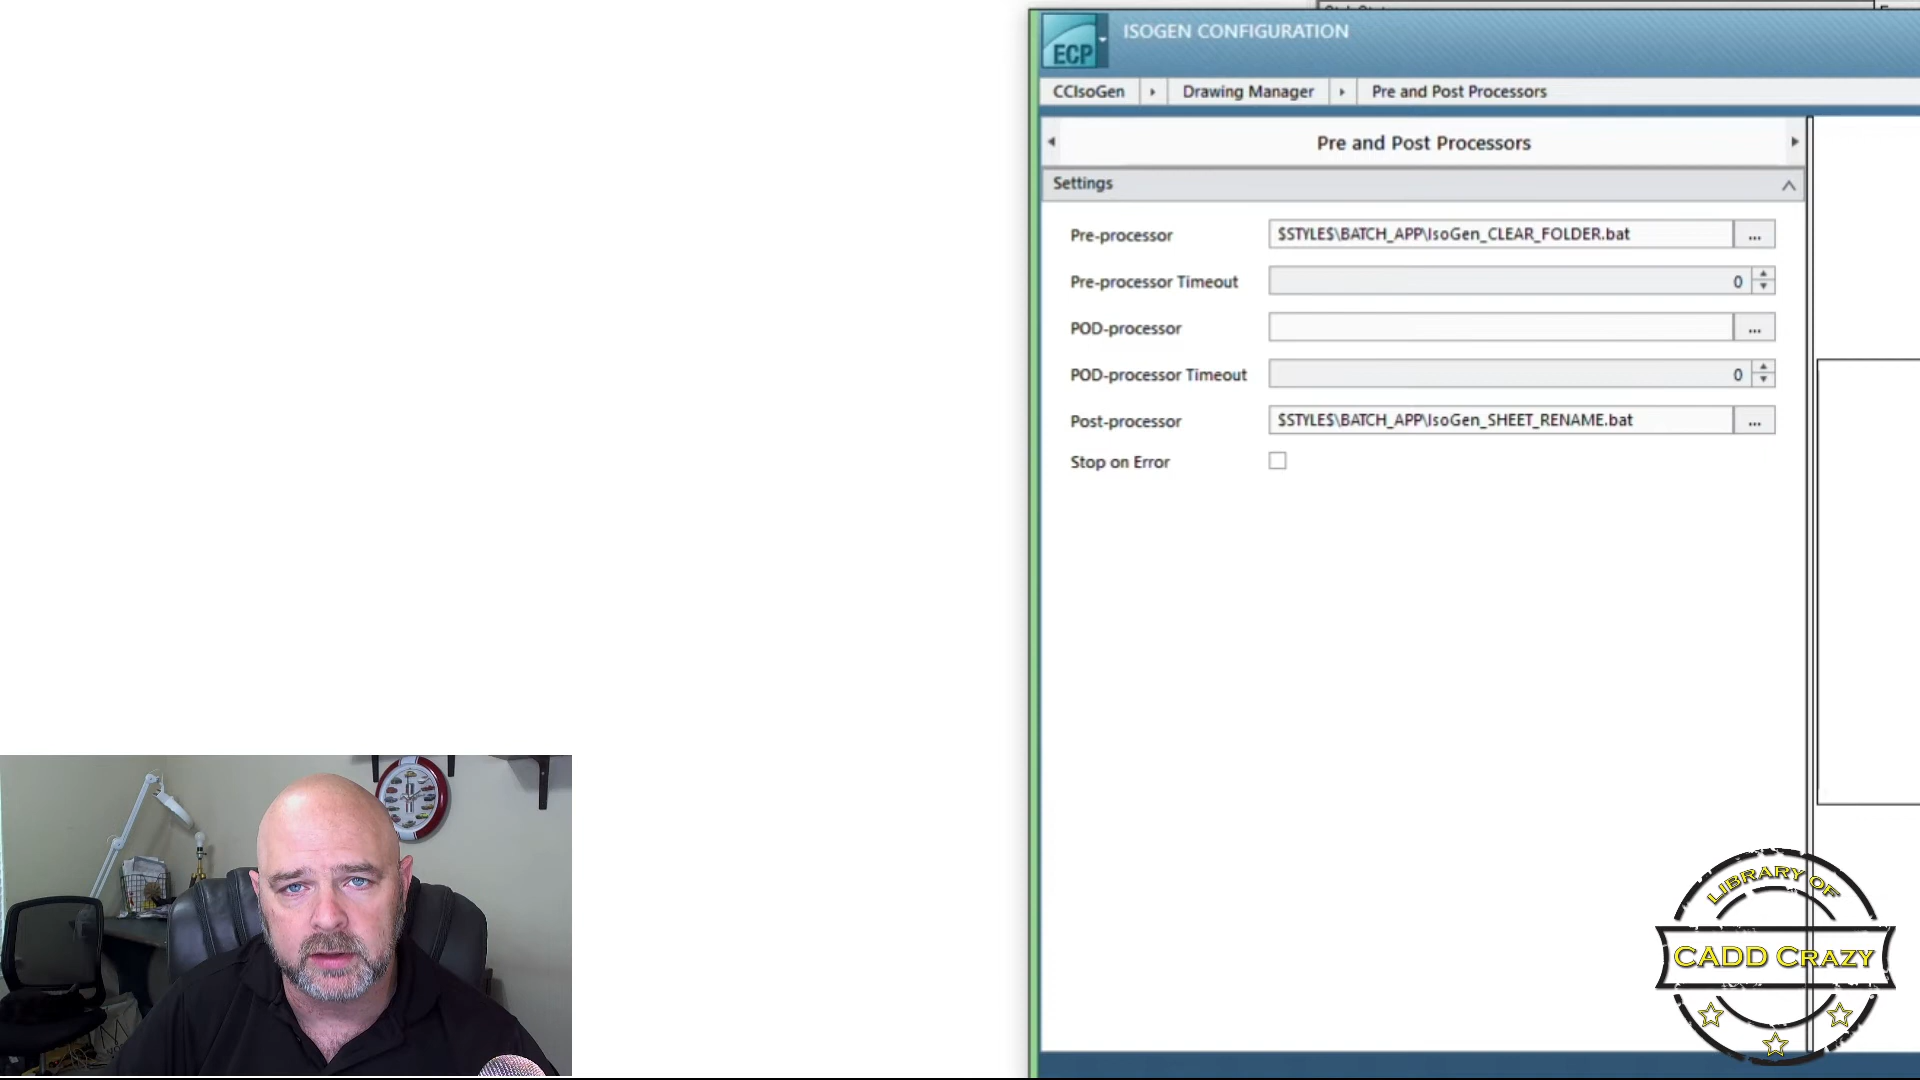 ISOGEN CONFIGURATION
ECP
CCIsoGen
Drawing Manager
Pre and Post Processors
Pre and Post Processors
Settings
Pre-processor
$STYLE$\BATCH_APP\IsoGen_CLEAR_FOLDER.bat
...
Pre-processor Timeout
0
POD-processor
...
POD-processor Timeout
0
Post-processor
$STYLE$\BATCH_APP\IsoGen_SHEET_RENAME.bat
...
Stop on Error
LIBRARY OF
CADD CRAZY